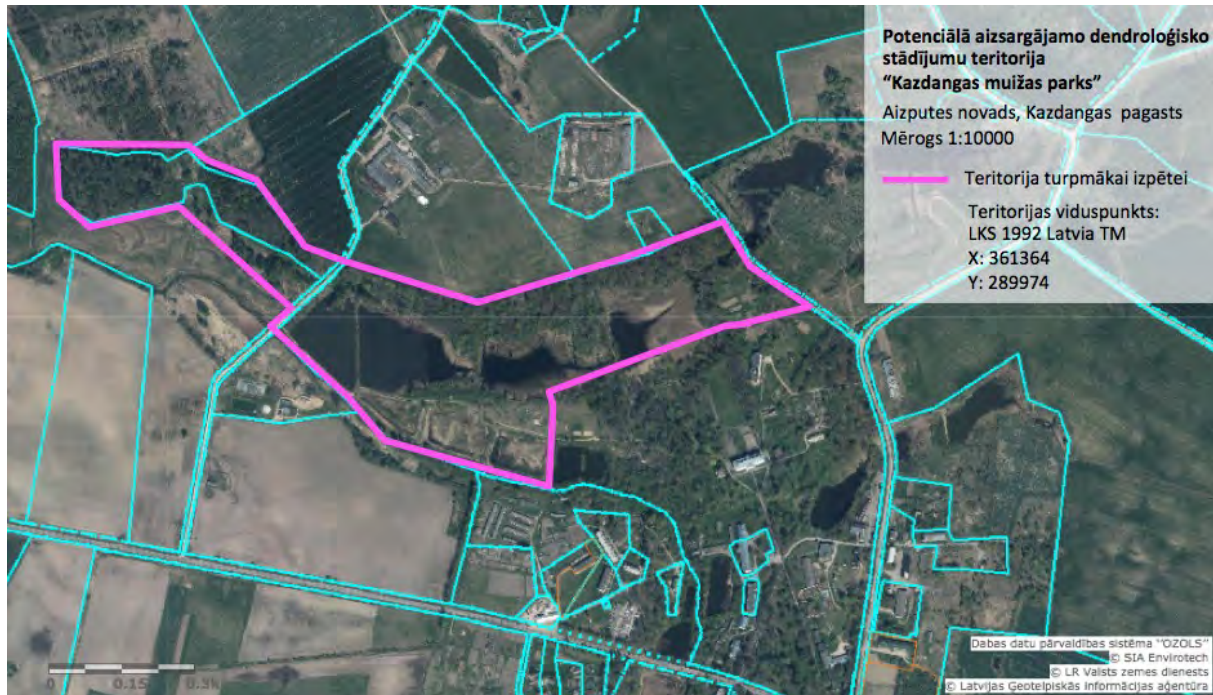 Potenciālā aizsargājamo dendroloģisko
stādījumu teritorija
“Kazdangas muižas parks”
Aizputes novads, Kazdangas pagasts
Mērogs 1:10000
Teritorija turpmākai izpētei
Teritorijas viduspunkts:
LKS 1992 Latvia TM
X: 361364
Y: 289974
Dabas datu pārvaldības sistēma "OZOLS"
© SIA Envirotech
© LR Valsts zemes dienests
© Latvijas Ģeotelpiskās informācijas aģentūra
0 0.15 0.3k